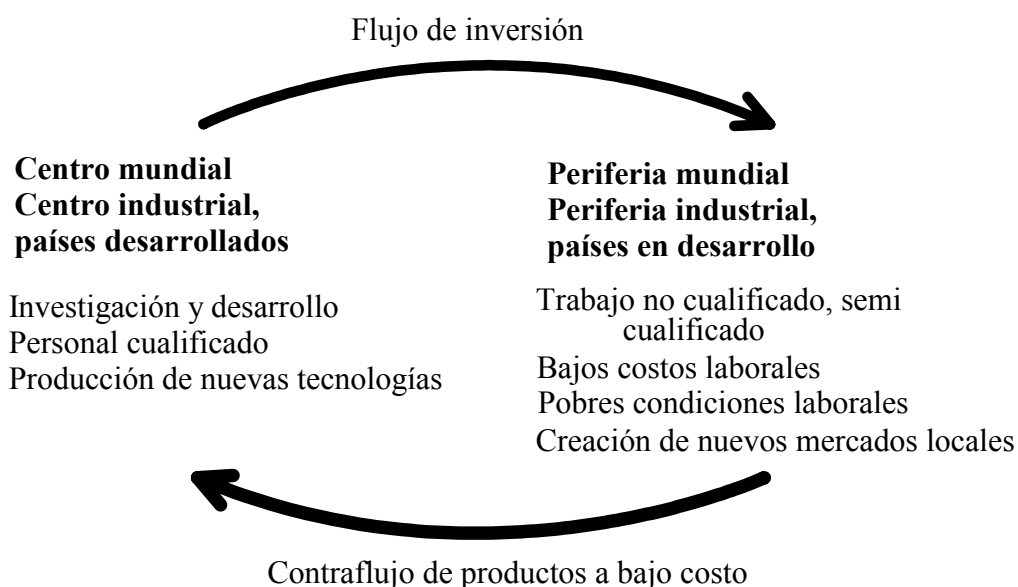 Flujo de inversión
Centro mundial
Centro industrial,
países desarrollados
Investigación y desarrollo
Personal cualificado
Producción de nuevas tecnologías
Periferia mundial
Periferia industrial,
países en desarrollo
Trabajo no cualificado, semi
cualificado
Bajos costos laborales
Pobres condiciones laborales
Creación de nuevos mercados locales
Contraflujo de productos a bajo costo